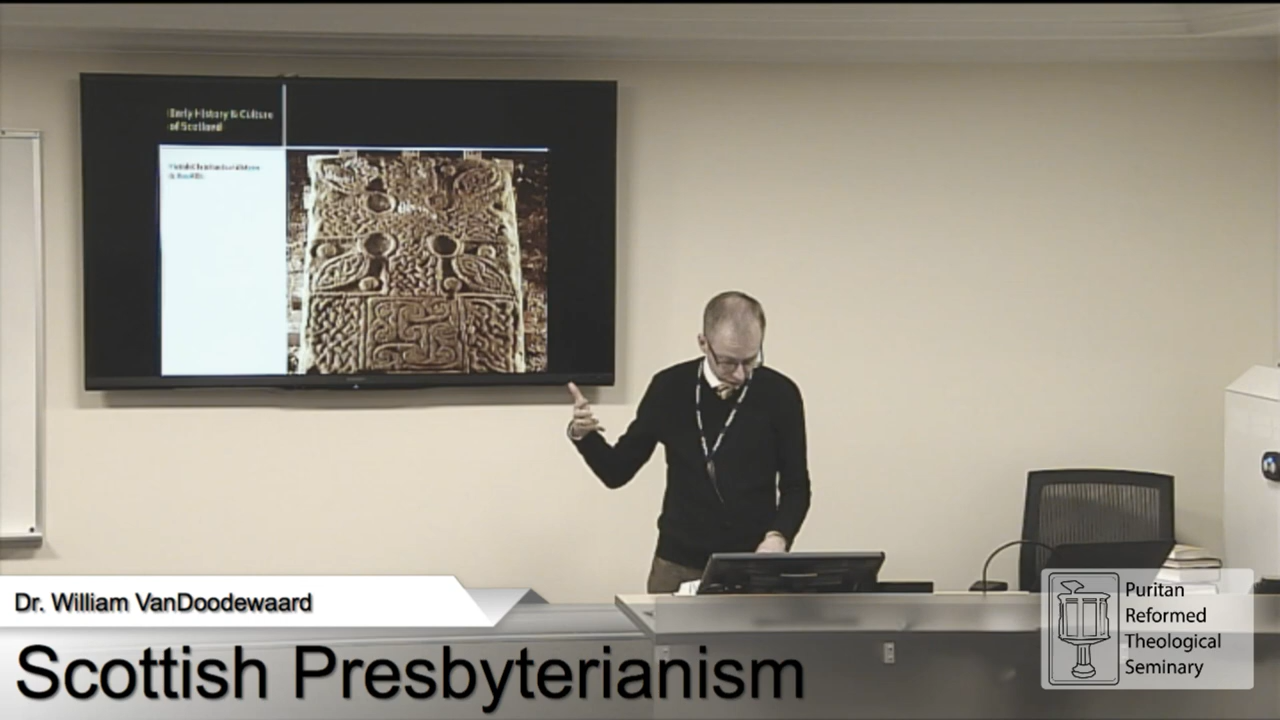 Early History & Culture
of Scotland
Dr. William VanDoodewaard
Scottish Presbyterianism
Puritan
Reformed
Theological
Seminary